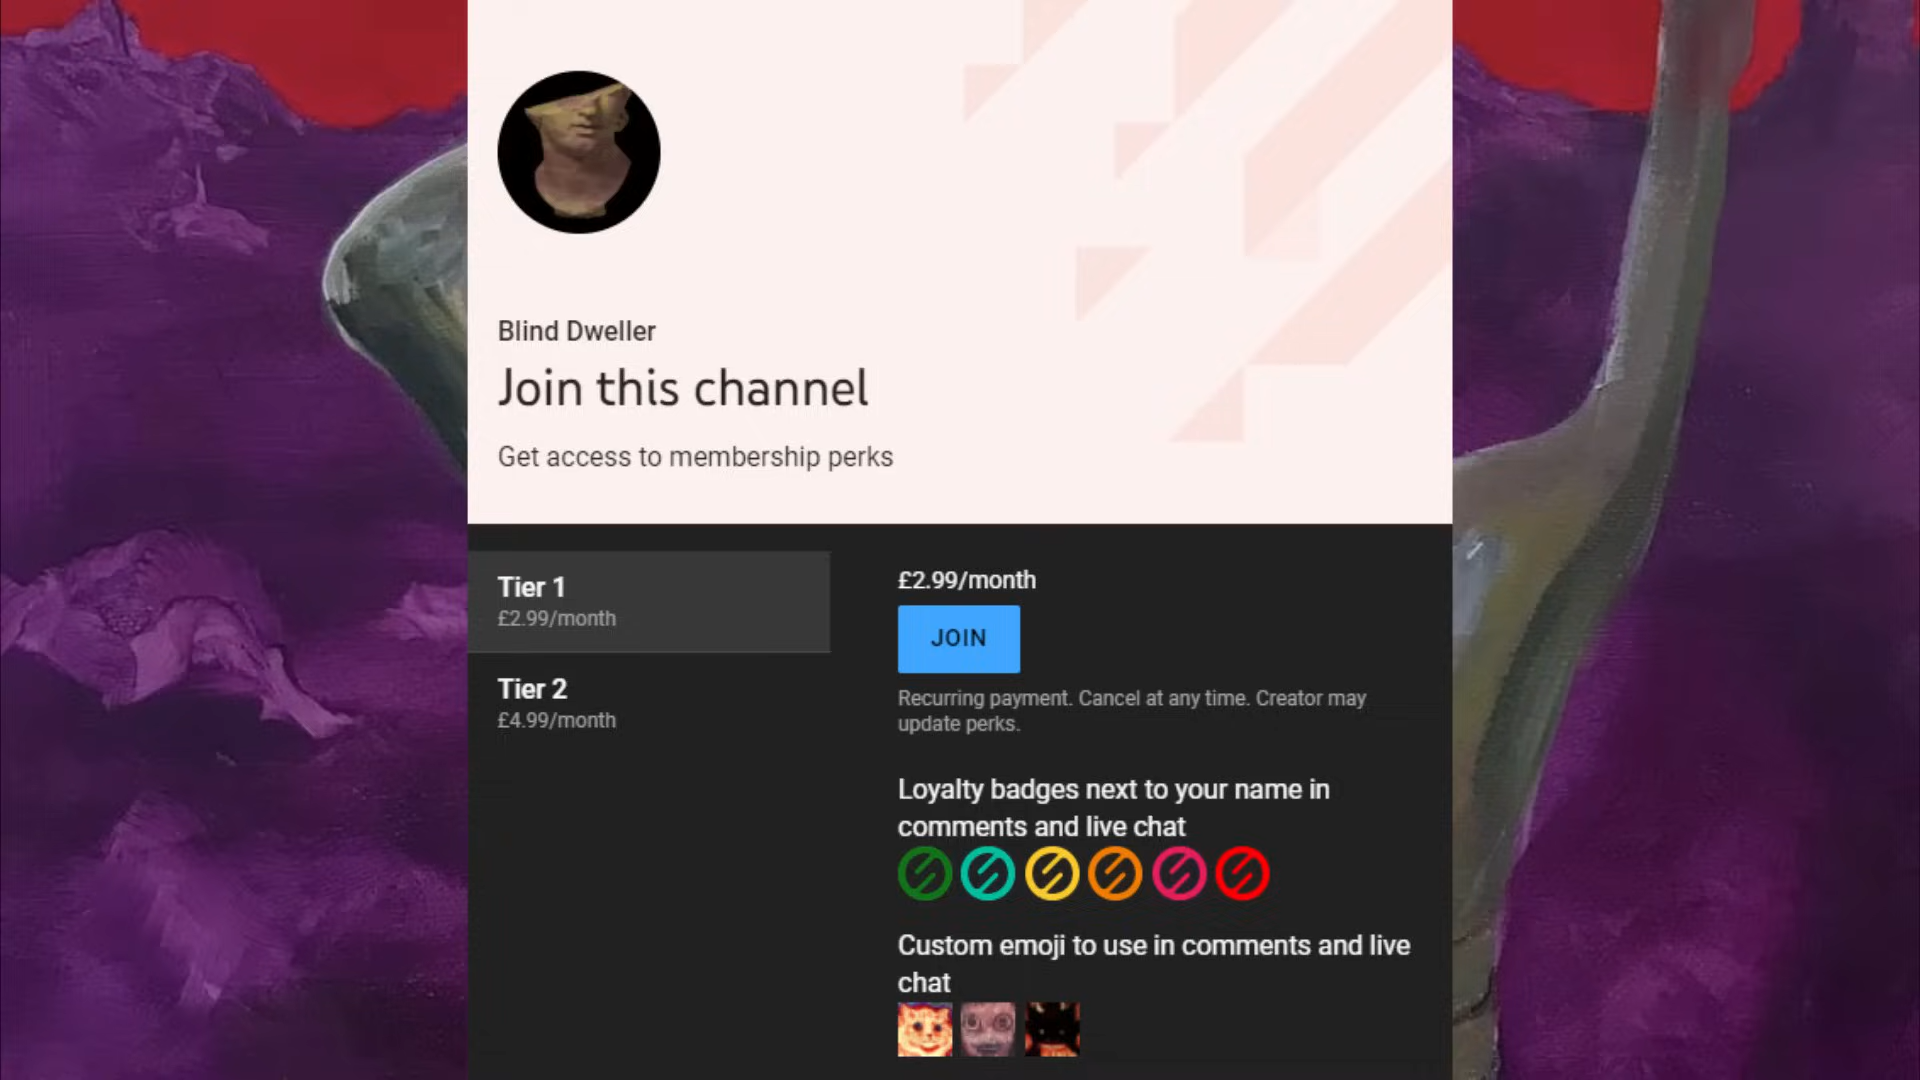 Blind Dweller
Join this channel
Get access to membership perks
Tier 1
£2.99/month
Tier 2
£4.99/month
£2.99/month
JOIN
Recurring payment. Cancel at any time. Creator may
update perks.
Loyalty badges next to your name in
comments and live chat
Custom emoji to use in comments and live
chat